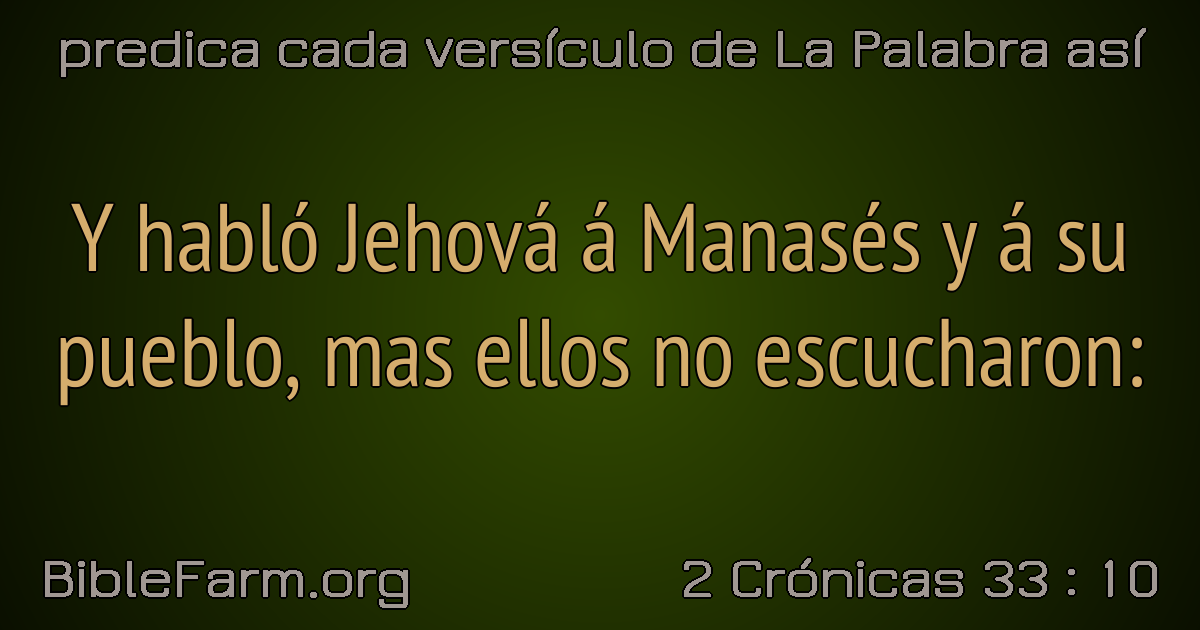 predica cada versículo de La Palabra así
Y habló Jehová á Manasés y á su
pueblo, mas ellos no escucharon:
BibleFarm.org
2 Crónicas 33 : 10